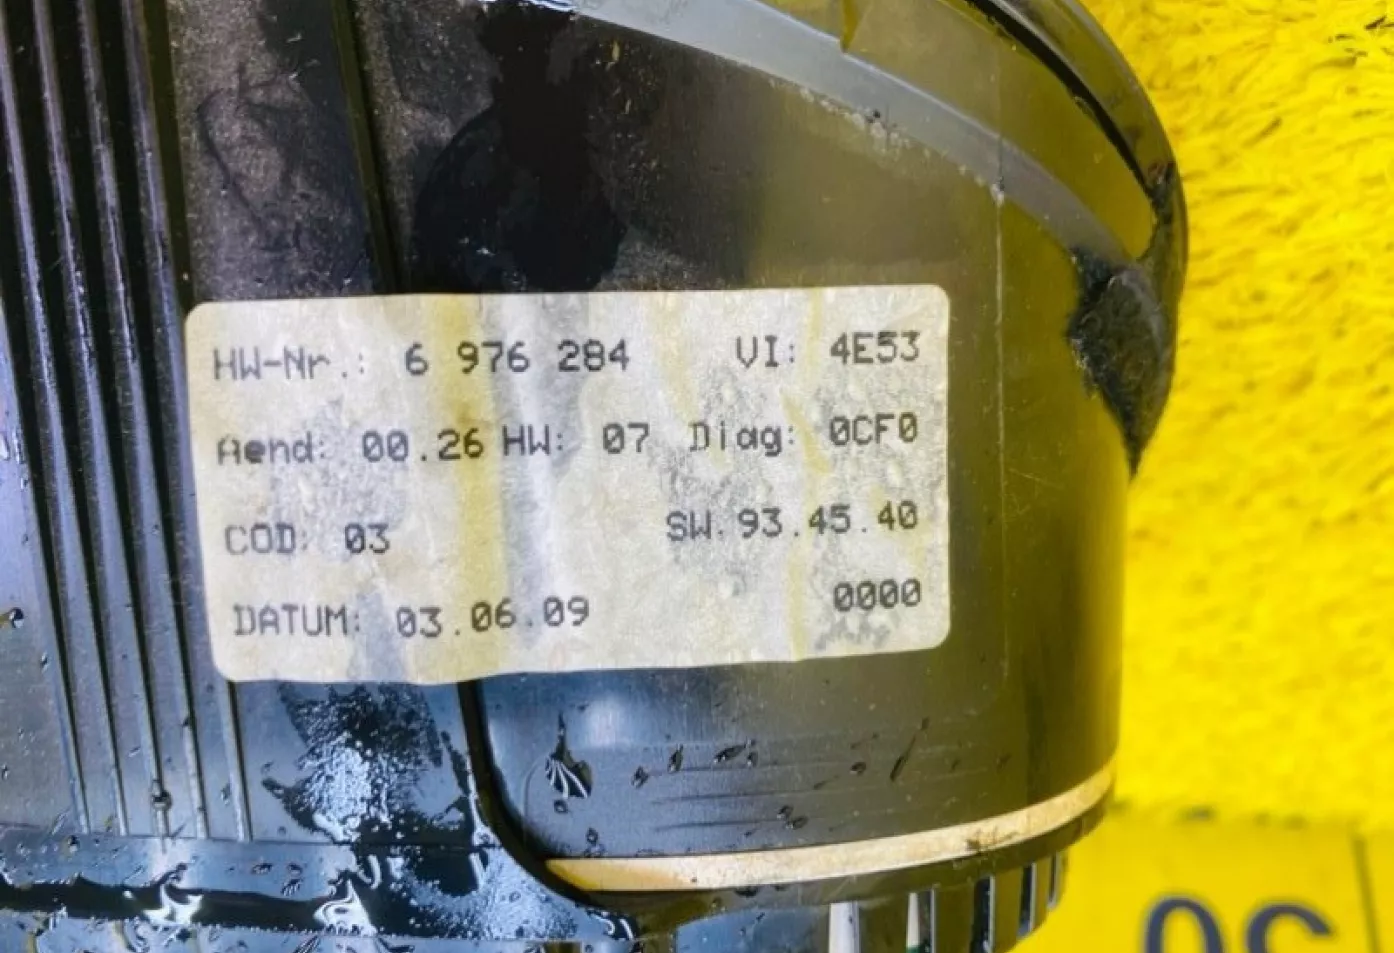 HW-Nr.: 6 976 284 VI: 4E53
Aend: 00.26 HW: 07 Diag: 0CF0
COD: 03 SW.93.45.40
DATUM: 03.06.09 0000